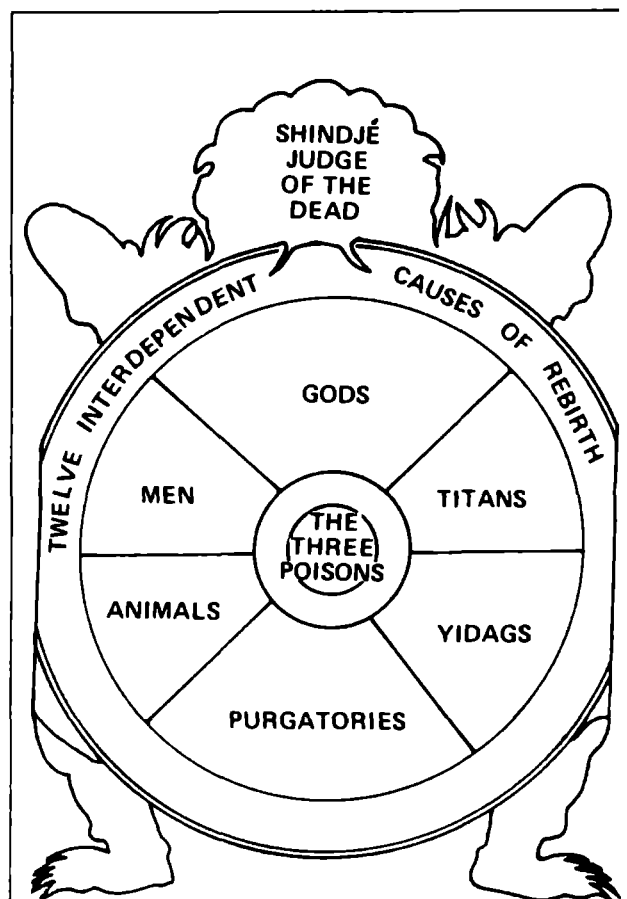 SHINDJÉ
JUDGE
OF THE
DEAD
TWELVE INTERDEPENDENT
CAUSES OF REBIRTH
GODS
MEN
TITANS
THE
THREE
POISONS
ANIMALS
YIDAGS
PURGATORIES